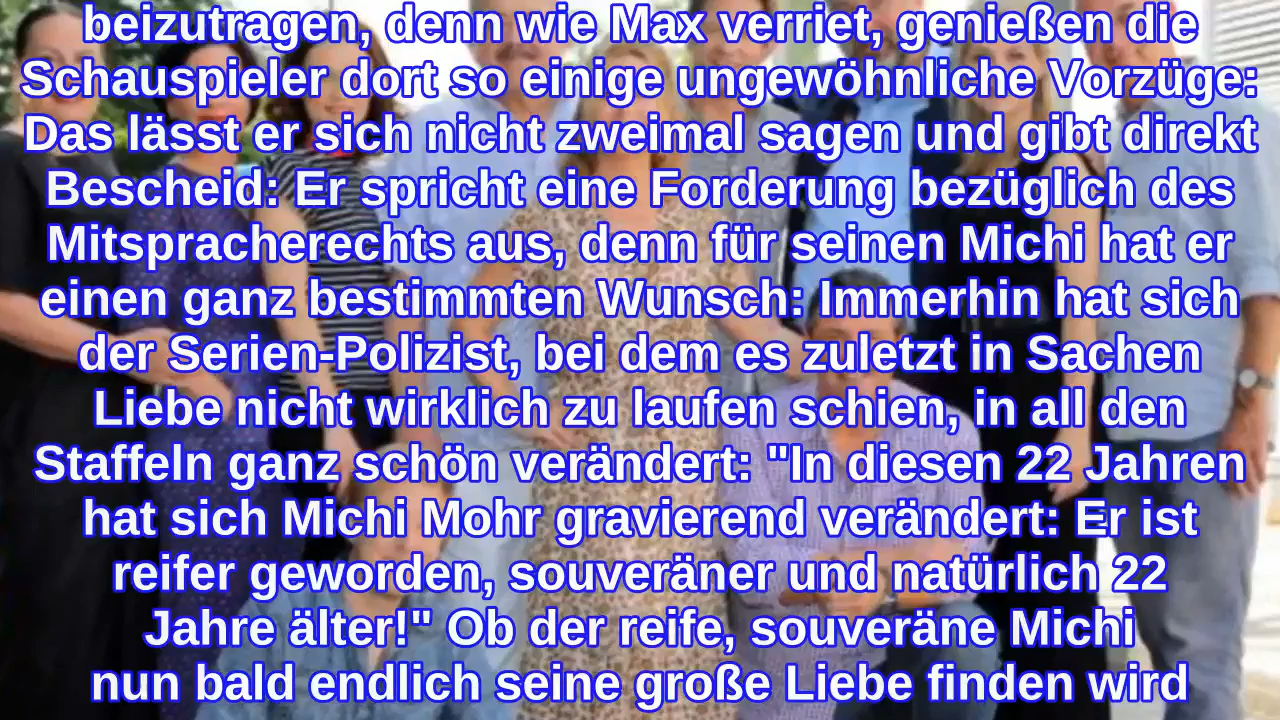 beizutragen, denn wie Max verriet, genießen die
Schauspieler dort so einige ungewöhnliche Vorzüge:
Das lässt er sich nicht zweimal sagen und gibt direkt
Bescheid: Er spricht eine Forderung bezüglich des
Mitspracherechts aus, denn für seinen Michi hat er
einen ganz bestimmten Wunsch: Immerhin hat sich
der Serien-Polizist, bei dem es zuletzt in Sachen
Liebe nicht wirklich zu laufen schien, in all den
Staffeln ganz schön verändert: "In diesen 22 Jahren
hat sich Michi Mohr gravierend verändert: Er ist
reifer geworden, souveräner und natürlich 22
Jahre älter!" Ob der reife, souveräne Michi
nun bald endlich seine große Liebe finden wird